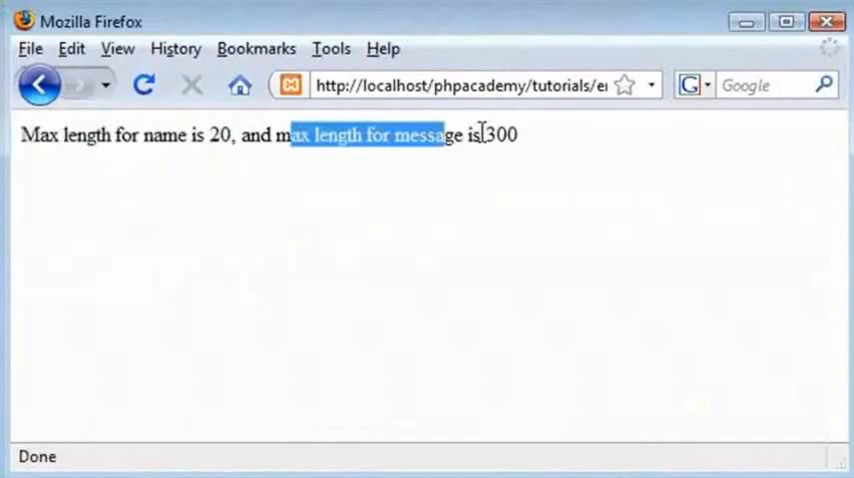 Mozilla Firefox
File Edit View History Bookmarks Tools Help
http://localhost/phpacademy/tutorials/er G Google
Max length for name is 20, and max length for message is 300
Done